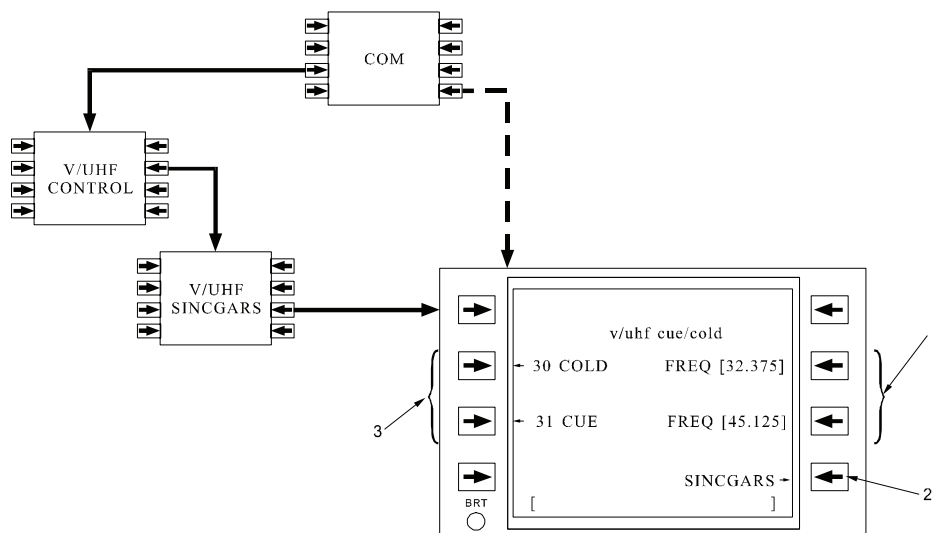 COM
V/UHF
CONTROL
V/UHF
SINCGARS
v/uhf cue/cold
30 COLD FREQ [32.375]
31 CUE FREQ [45.125]
3
SINCGARS
2
BRT
[ ]